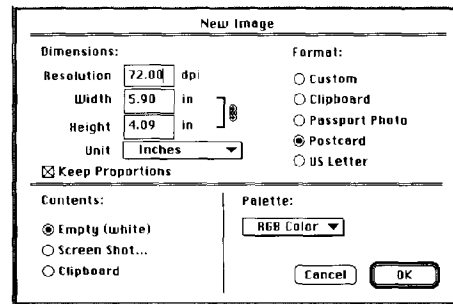 New Image
Dimensions:
Resolution 72.00 dpi
Width 5.90 in
Height 4.09 in
Unit Inches
Keep Proportions
Format:
Custom
Clipboard
Passport Photo
Postcard
US Letter
Contents:
Empty (white)
Screen Shot...
Clipboard
Palette:
RGB Color
Cancel OK